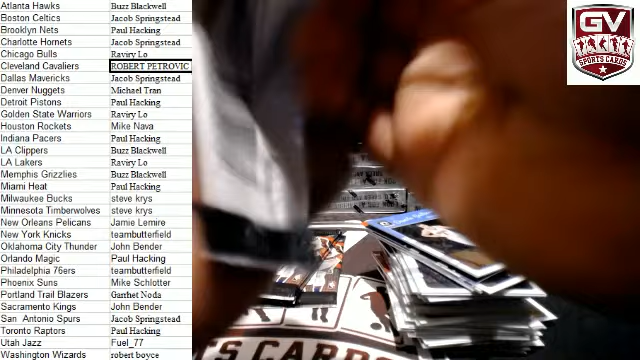 Atlanta Hawks Buzz Blackwell
Boston Celtics Jacob Springstead
Brooklyn Nets Paul Hacking
Charlotte Hornets Jacob Springstead
Chicago Bulls Raviry Lo
Cleveland Cavaliers ROBERT PETROVIC
Dallas Mavericks Jacob Springstead
Denver Nuggets Michael Tran
Detroit Pistons Paul Hacking
Golden State Warriors Raviry Lo
Houston Rockets Mike Nava
Indiana Pacers Paul Hacking
LA Clippers Buzz Blackwell
LA Lakers Raviry Lo
Memphis Grizzlies Buzz Blackwell
Miami Heat Paul Hacking
Milwaukee Bucks steve krys
Minnesota Timberwolves steve krys
New Orleans Pelicans Jamie Lemire
New York Knicks teambutterfield
Oklahoma City Thunder John Bender
Orlando Magic Paul Hacking
Philadelphia 76ers teambutterfield
Phoenix Suns Mike Schlotter
Portland Trail Blazers Garrhet Noda
Sacramento Kings John Bender
San Antonio Spurs Jacob Springstead
Toronto Raptors Paul Hacking
Utah Jazz Fuel_77
Washington Wizards robert boyce
GV
SPORTS CARDS
S CARDS